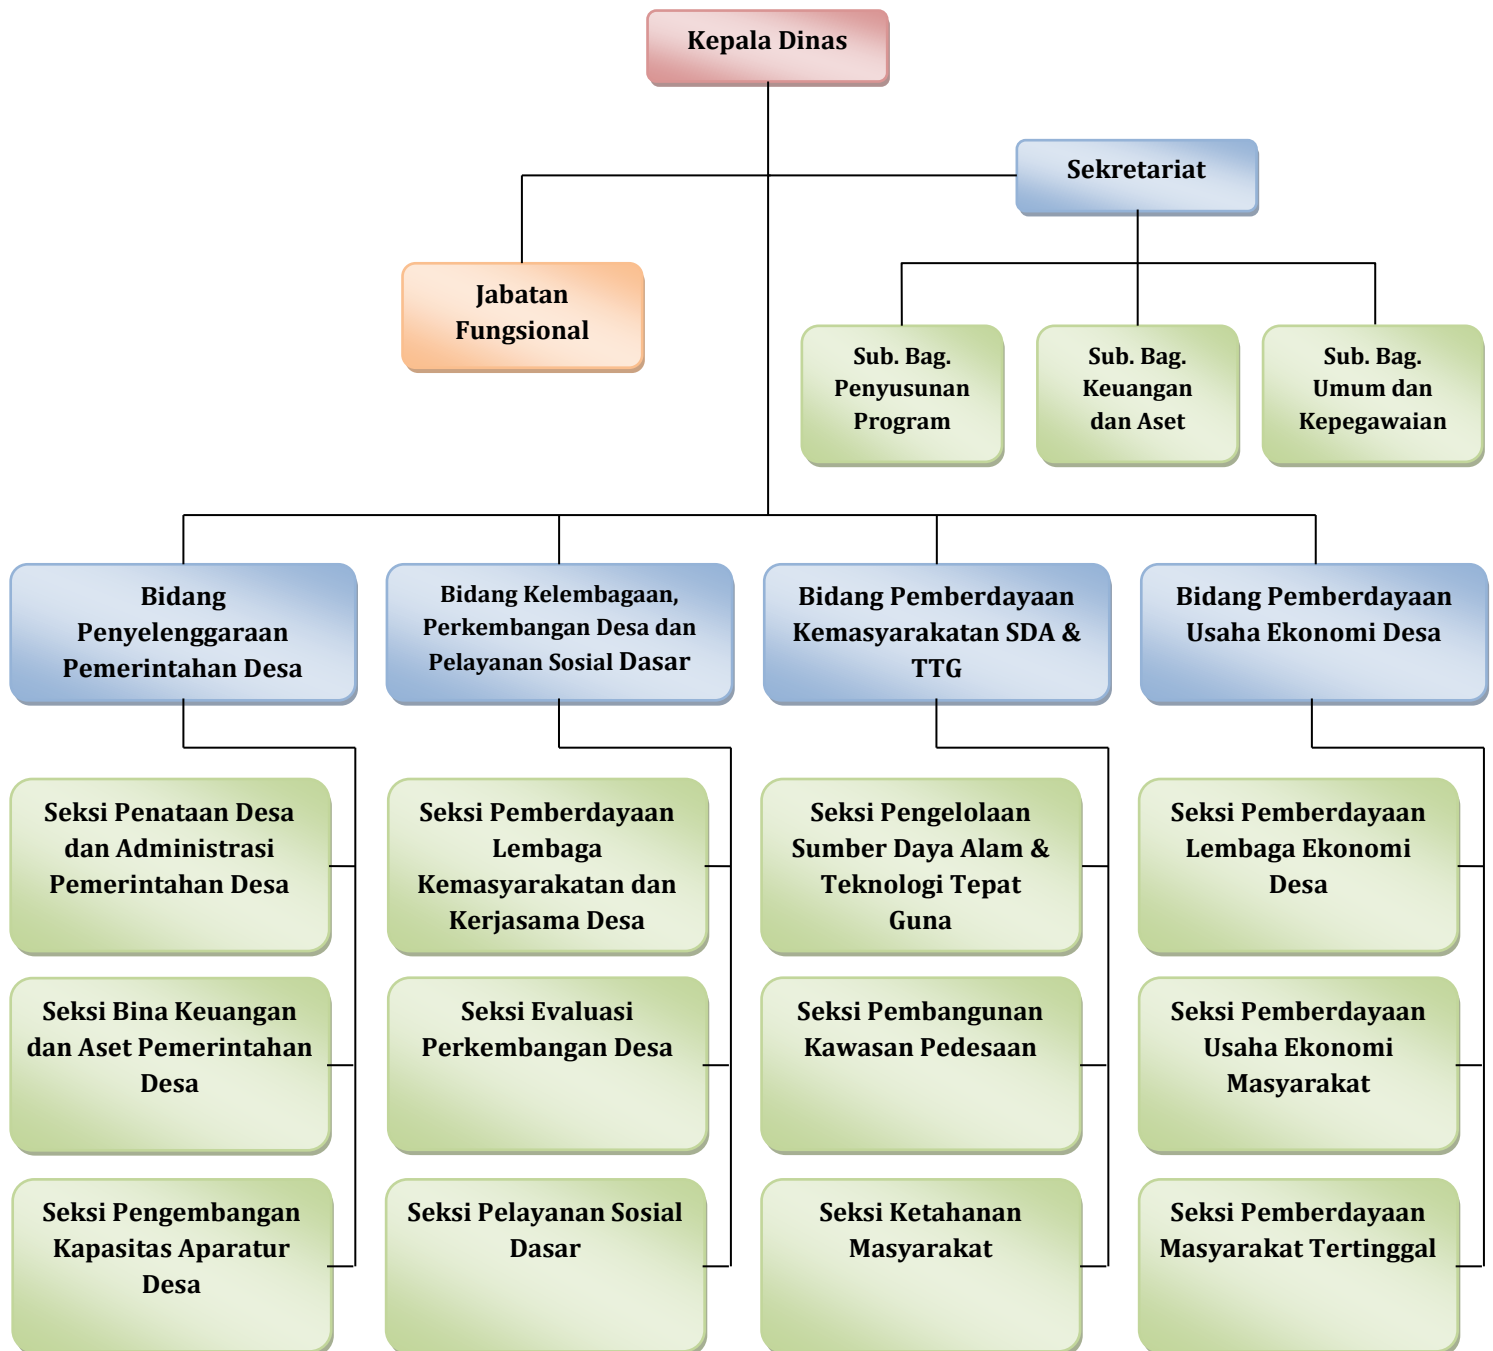 Kepala Dinas
Sekretariat
Jabatan
Fungsional
Sub. Bag.
Penyusunan
Program
Sub. Bag.
Keuangan
dan Aset
Sub. Bag.
Umum dan
Kepegawaian
Bidang
Penyelenggaraan
Pemerintahan Desa
Bidang Kelembagaan,
Perkembangan Desa dan
Pelayanan Sosial Dasar
Bidang Pemberdayaan
Kemasyarakatan SDA &
TTG
Bidang Pemberdayaan
Usaha Ekonomi Desa
Seksi Penataan Desa
dan Administrasi
Pemerintahan Desa
Seksi Pemberdayaan
Lembaga
Kemasyarakatan dan
Kerjasama Desa
Seksi Pengelolaan
Sumber Daya Alam &
Teknologi Tepat
Guna
Seksi Pemberdayaan
Lembaga Ekonomi
Desa
Seksi Bina Keuangan
dan Aset Pemerintahan
Desa
Seksi Evaluasi
Perkembangan Desa
Seksi Pembangunan
Kawasan Pedesaan
Seksi Pemberdayaan
Usaha Ekonomi
Masyarakat
Seksi Pengembangan
Kapasitas Aparatur
Desa
Seksi Pelayanan Sosial
Dasar
Seksi Ketahanan
Masyarakat
Seksi Pemberdayaan
Masyarakat Tertinggal